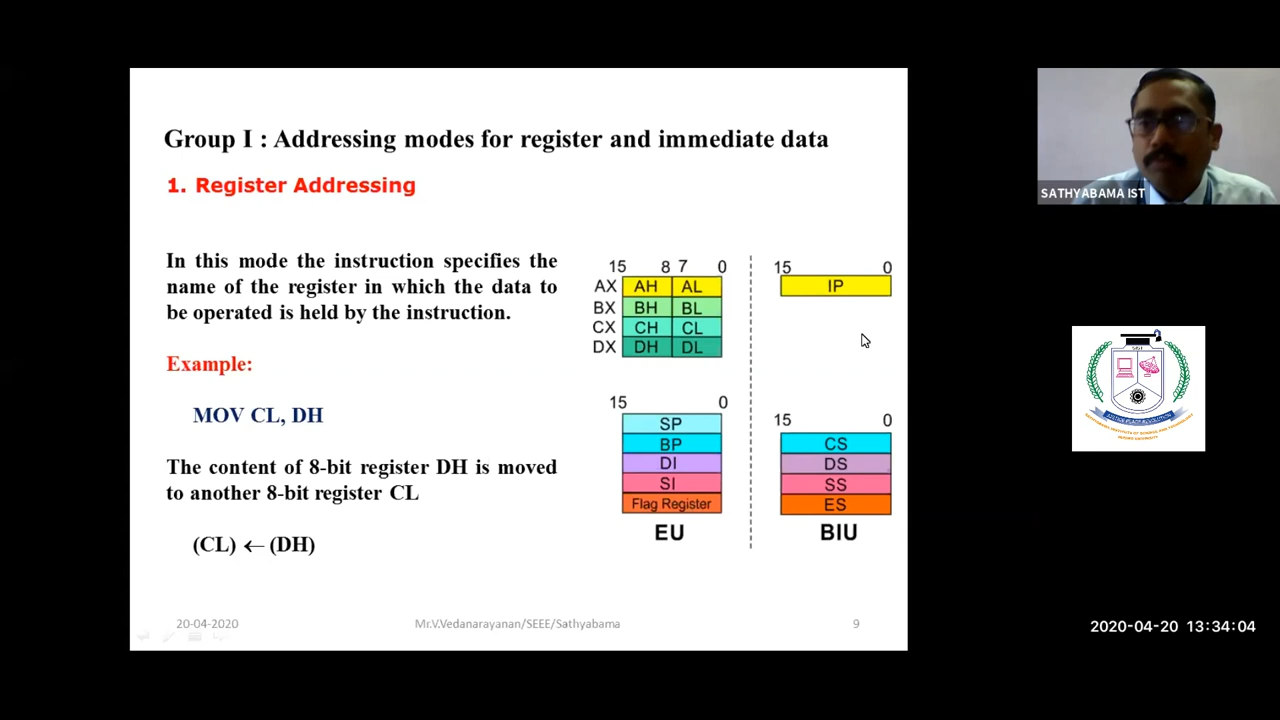 Group I : Addressing modes for register and immediate data
1. Register Addressing
In this mode the instruction specifies the
name of the register in which the data to
be operated is held by the instruction.
Example:
MOV CL, DH
The content of 8-bit register DH is moved
to another 8-bit register CL
(CL) ← (DH)
15 8 7 0
AX AH AL
BX BH BL
CX CH CL
DX DH DL
15 0
SP
BP
DI
SI
Flag Register
EU
15 0
IP
15 0
CS
DS
SS
ES
BIU
20-04-2020
Mr.V.Vedanarayanan/SEEE/Sathyabama
9
SATHYABAMA IST
2020-04-20 13:34:04